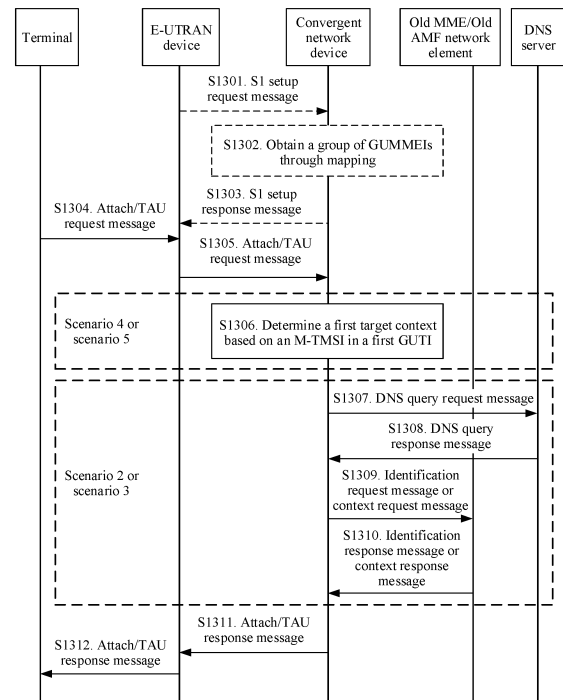 Terminal
E-UTRAN
device
Convergent
network
device
Old MME/Old
AMF network
element
DNS
server
S1301. S1 setup
request message
S1302. Obtain a group of GUMMEIs
through mapping
S1303. S1 setup
response message
S1304. Attach/TAU
request message
S1305. Attach/TAU
request message
Scenario 4 or
scenario 5
S1306. Determine a first target context
based on an M-TMSI in a first GUTI
S1307. DNS query request message
S1308. DNS query
response message
Scenario 2 or
scenario 3
S1309. Identification
request message or
context request message
S1310. Identification
response message or
context response
message
S1311. Attach/TAU
response message
S1312. Attach/TAU
response message